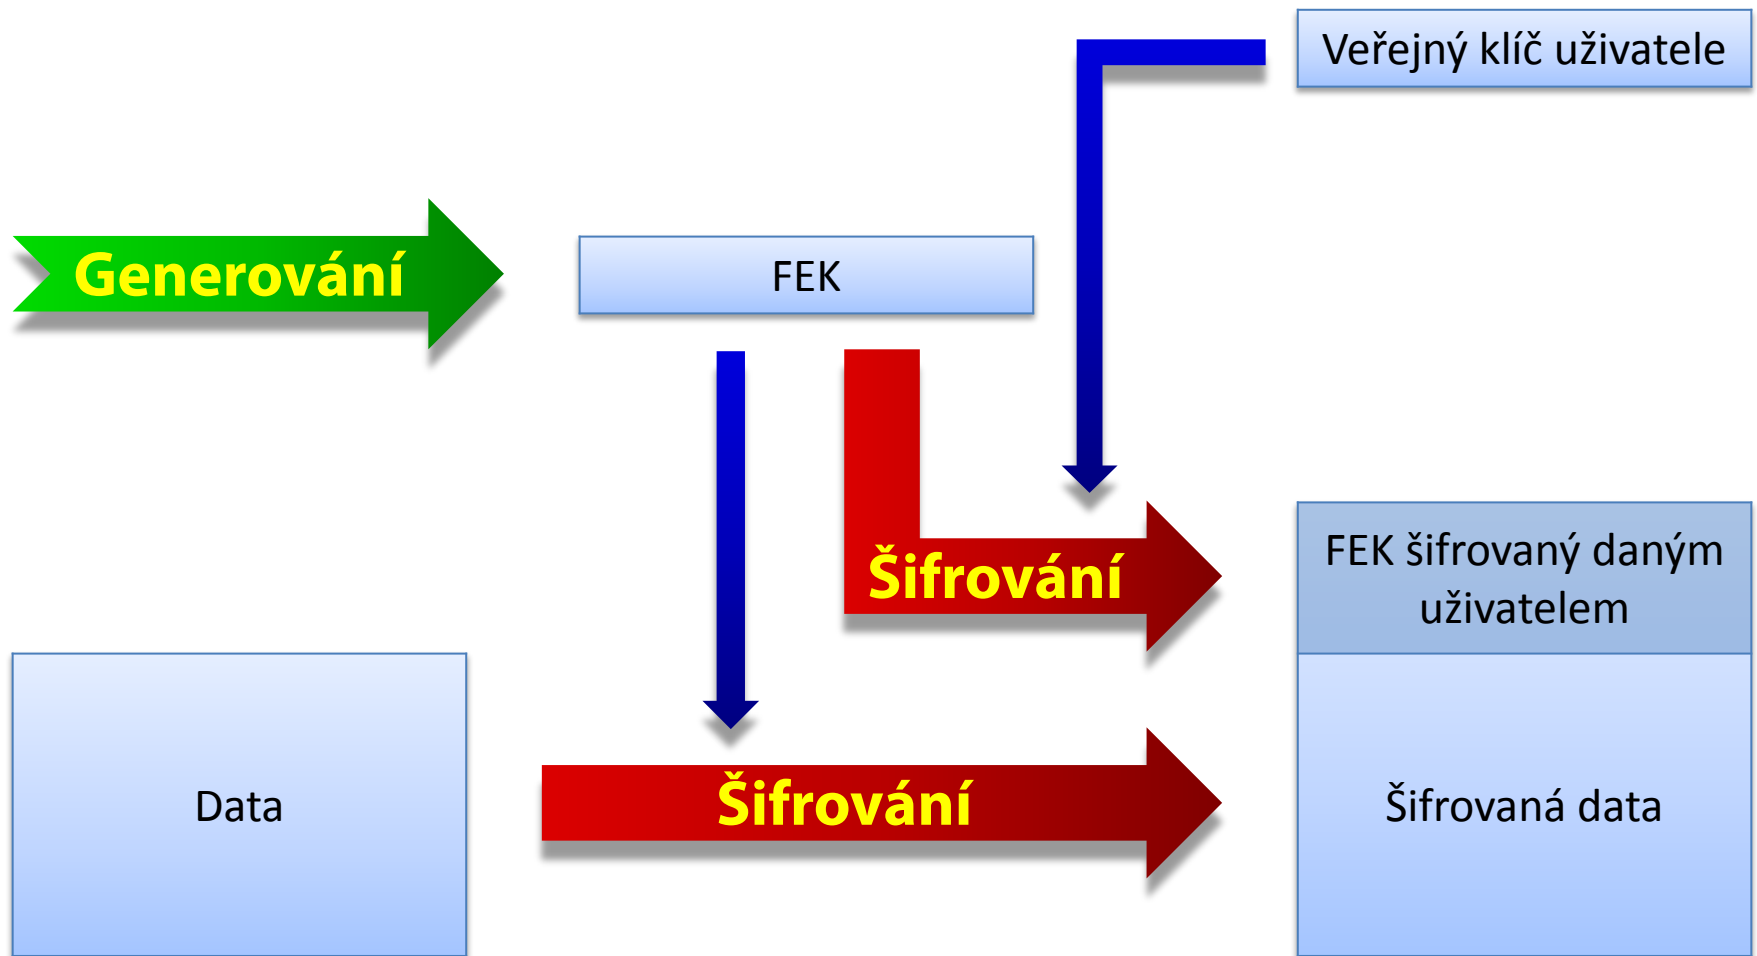 Veřejný klíč uživatele
Generování
FEK
Šifrování
FEK šifrovaný daným
uživatelem
Data
Šifrování
Šifrovaná data